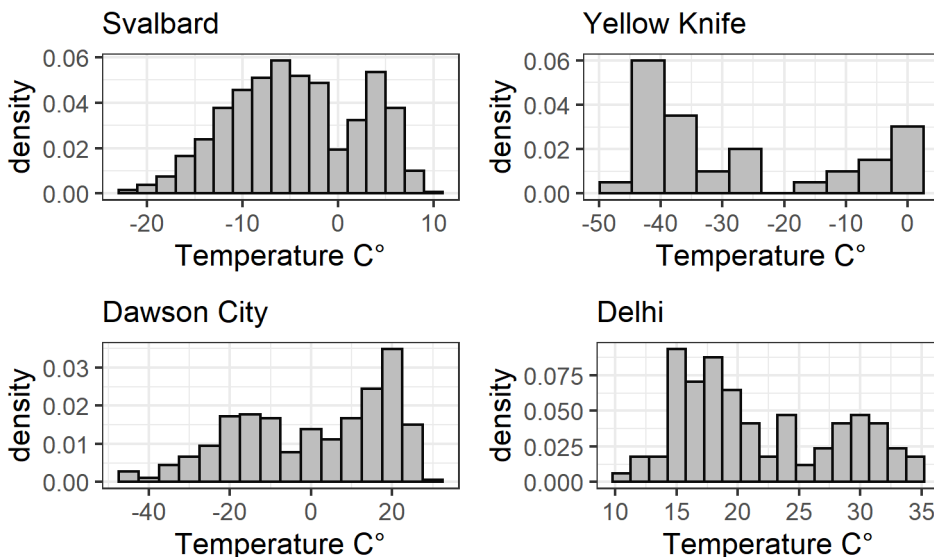 Svalbard
density
0.06
0.04
0.02
0.00
-20 -10 0 10
Temperature C°
Yellow Knife
density
0.06
0.04
0.02
0.00
-50 -40 -30 -20 -10 0
Temperature C°
Dawson City
density
0.03
0.02
0.01
0.00
-40 -20 0 20
Temperature C°
Delhi
density
0.075
0.050
0.025
0.000
10 15 20 25 30 35
Temperature C°